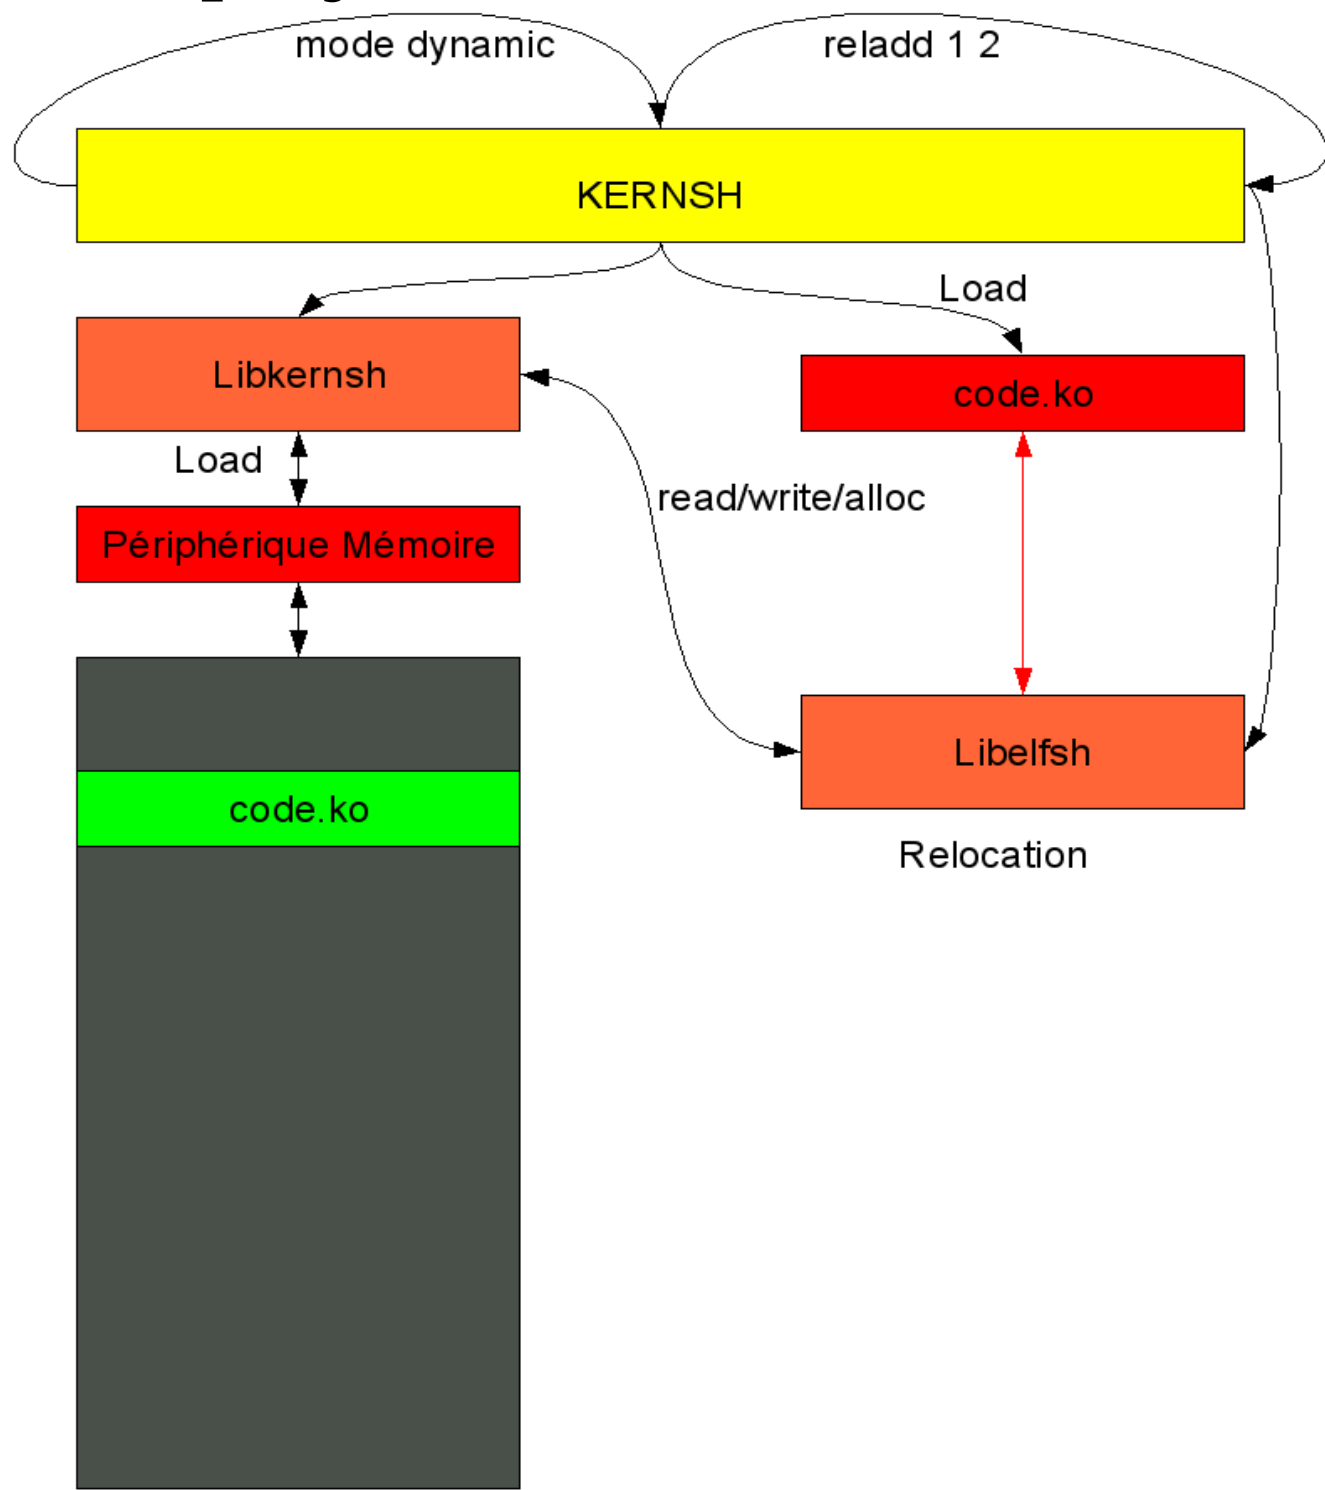 mode dynamic
reladd 1 2
KERNSH
Load
Libkernsh
code.ko
Load
read/write/alloc
Périphérique Mémoire
Libelfsh
code.ko
Relocation